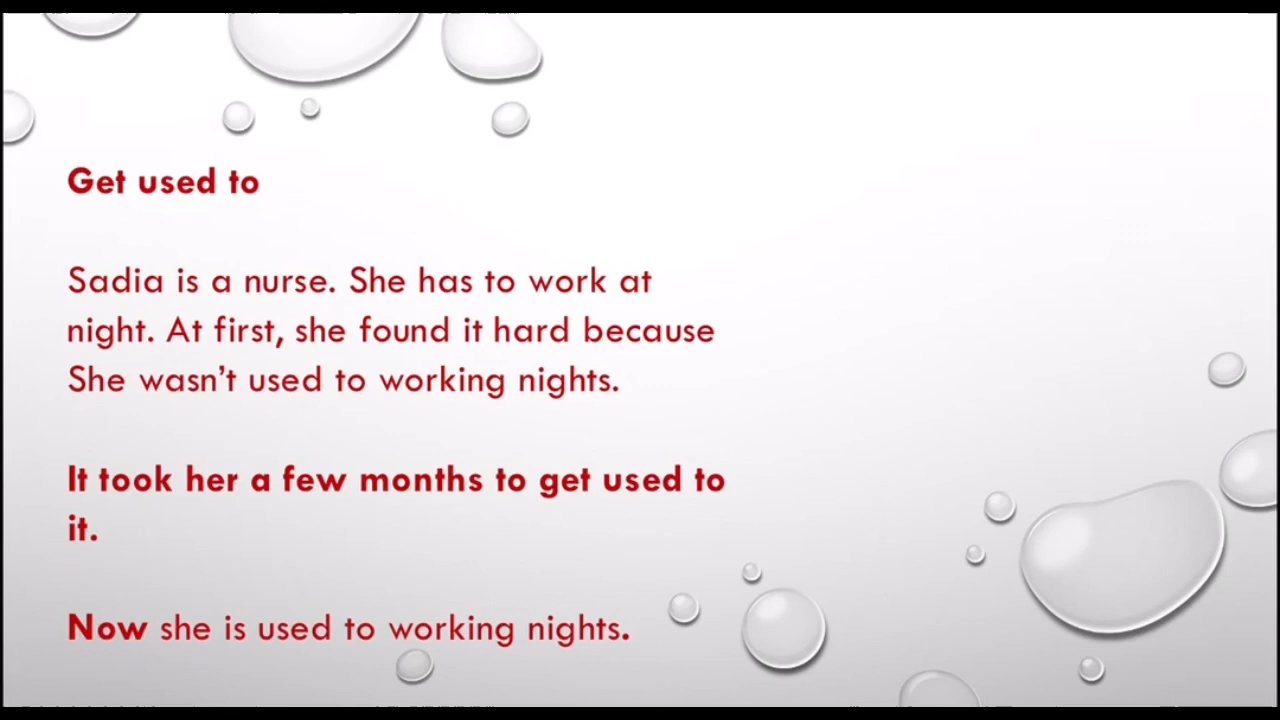 Get used to
Sadia is a nurse. She has to work at
night. At first, she found it hard because
She wasn't used to working nights.
It took her a few months to get used to
it.
Now she is used to working nights.